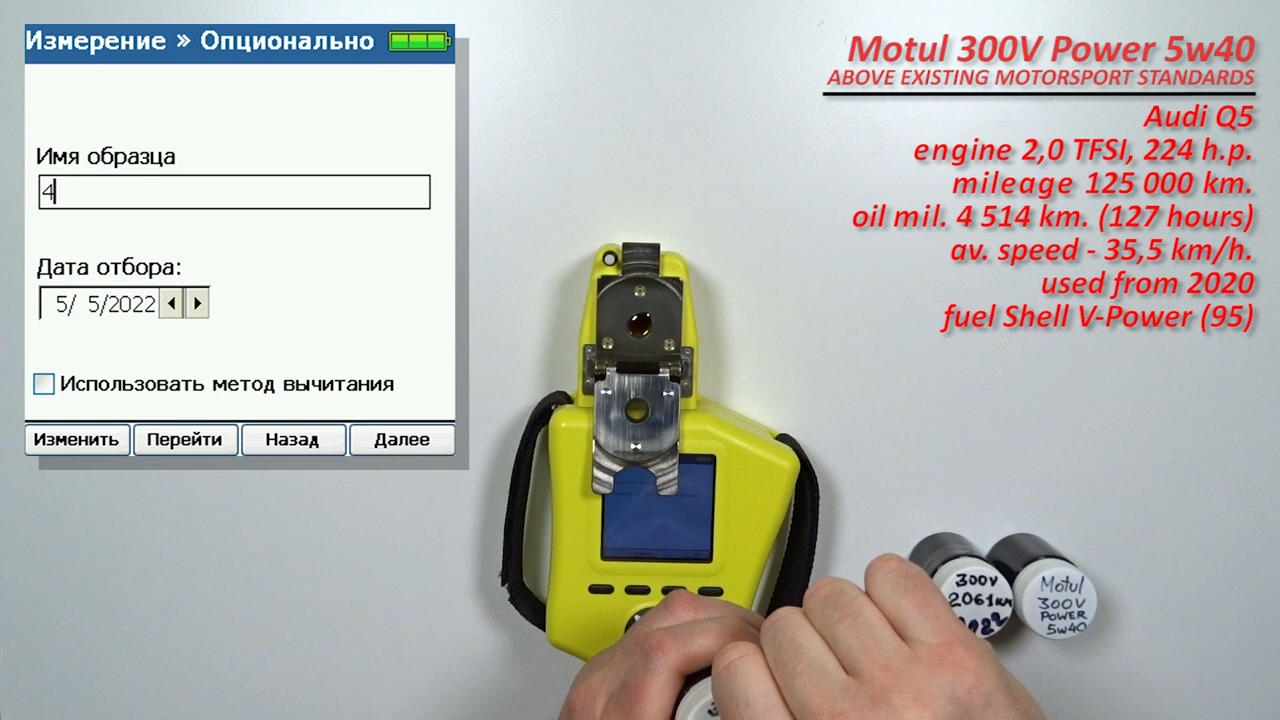 Измерение » Опционально
Имя образца
4
Дата отбора:
5/ 5/2022
Использовать метод вычитания
Изменить
Перейти
Назад
Далее
Motul 300V Power 5w40
ABOVE EXISTING MOTORSPORT STANDARDS
Audi Q5
engine 2,0 TFSI, 224 h.p.
mileage 125 000 km.
oil mil. 4 514 km. (127 hours)
av. speed - 35,5 km/h.
used from 2020
fuel Shell V-Power (95)
300V
2061км
Motul
300V
POWER
5w40